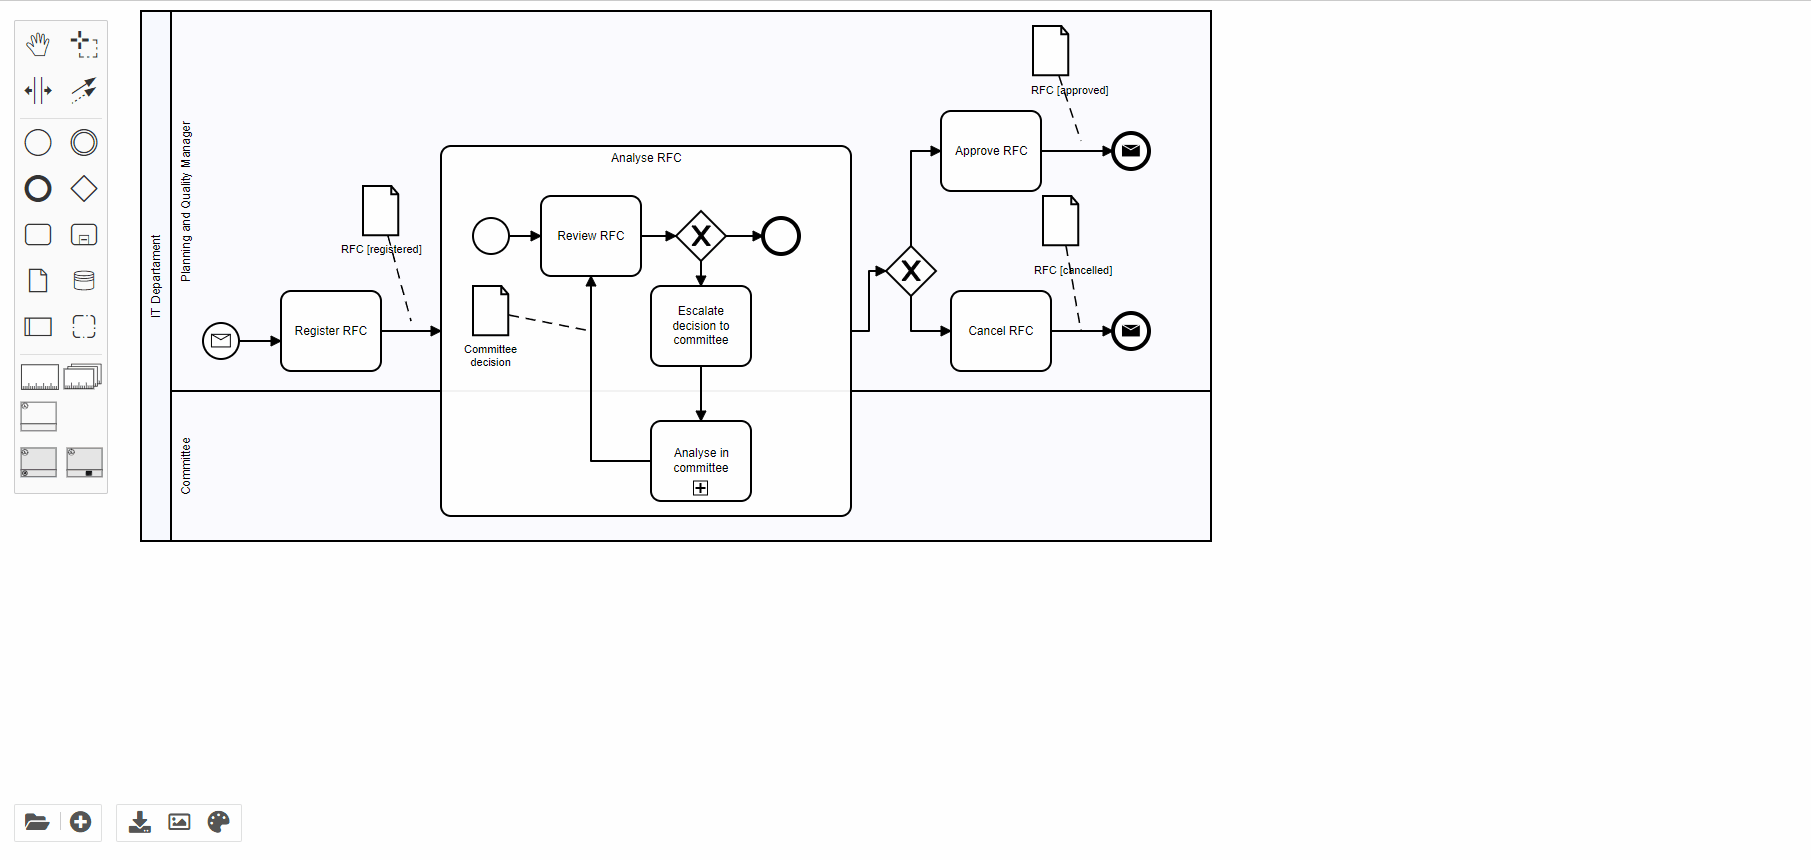 IT Departament
Planning and Quality Manager
Committee
RFC [registered]
Register RFC
Analyse RFC
Review RFC
X
Committee
decision
Escalate
decision to
committee
Analyse in
committee
X
RFC [approved]
Approve RFC
RFC [cancelled]
Cancel RFC